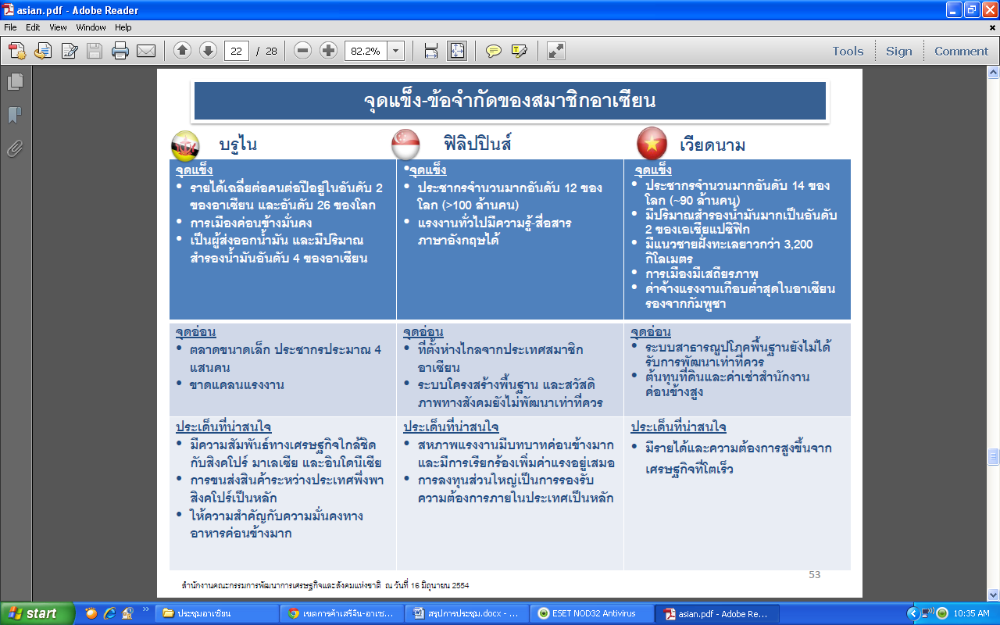 asian.pdf - Adobe Reader
File Edit View Window Help
22 / 28 82.2% Tools Sign Comment
จุดแข็ง-ข้อจำกัดของสมาชิกอาเซียน
บรูไน
ฟิลิปปินส์
เวียดนาม
จุดแข็ง
• รายได้เฉลี่ยต่อคนต่อปีอยู่ในอันดับ 2
ของอาเซียน และอันดับ 26 ของโลก
• การเมืองค่อนข้างมั่นคง
• เป็นผู้ส่งออกน้ำมัน และมีปริมาณ
สำรองน้ำมันอันดับ 4 ของอาเซียน
•จุดแข็ง
• ประชากรจำนวนมากอันดับ 12 ของ
โลก (>100 ล้านคน)
• แรงงานทั่วไปมีความรู้-สื่อสาร
ภาษาอังกฤษได้
จุดแข็ง
• ประชากรจำนวนมากอันดับ 14 ของ
โลก (~90 ล้านคน)
• มีปริมาณสำรองน้ำมันมากเป็นอันดับ
2 ของเอเชียแปซิฟิก
• มีแนวชายฝั่งทะเลยาวกว่า 3,200
กิโลเมตร
• การเมืองมีเสถียรภาพ
• ค่าจ้างแรงงานเกือบต่ำสุดในอาเซียน
รองจากกัมพูชา
จุดอ่อน
• ตลาดขนาดเล็ก ประชากรประมาณ 4
แสนคน
• ขาดแคลนแรงงาน
จุดอ่อน
• ที่ตั้งห่างไกลจากประเทศสมาชิก
อาเซียน
• ระบบโครงสร้างพื้นฐาน และสวัสดิ
ภาพทางสังคมยังไม่พัฒนาเท่าที่ควร
จุดอ่อน
• ระบบสาธารณูปโภคพื้นฐานยังไม่ได้
รับการพัฒนาเท่าที่ควร
• ต้นทุนที่ดินและค่าเช่าสำนักงาน
ค่อนข้างสูง
ประเด็นที่น่าสนใจ
• มีความสัมพันธ์ทางเศรษฐกิจใกล้ชิด
กับสิงคโปร์ มาเลเซีย และอินโดนีเซีย
• การขนส่งสินค้าระหว่างประเทศพึ่งพา
สิงคโปร์เป็นหลัก
• ให้ความสำคัญกับความมั่นคงทาง
อาหารค่อนข้างมาก
ประเด็นที่น่าสนใจ
• สหภาพแรงงานมีบทบาทค่อนข้างมาก
และมีการเรียกร้องเพิ่มค่าแรงอยู่เสมอ
• การลงทุนส่วนใหญ่เป็นการรองรับ
ความต้องการภายในประเทศเป็นหลัก
ประเด็นที่น่าสนใจ
• มีรายได้และความต้องการสูงขึ้นจาก
เศรษฐกิจที่โตเร็ว
53
สำนักงานคณะกรรมการพัฒนาการเศรษฐกิจและสังคมแห่งชาติ ณ วันที่ 16 มิถุนายน 2554
start ประชุมอาเซียน เขตการค้าเสรีจีน-อาเซ... สรุปการประชุม.docx - ... ESET NOD32 Antivirus asian.pdf - Adobe Re... 10:35 AM